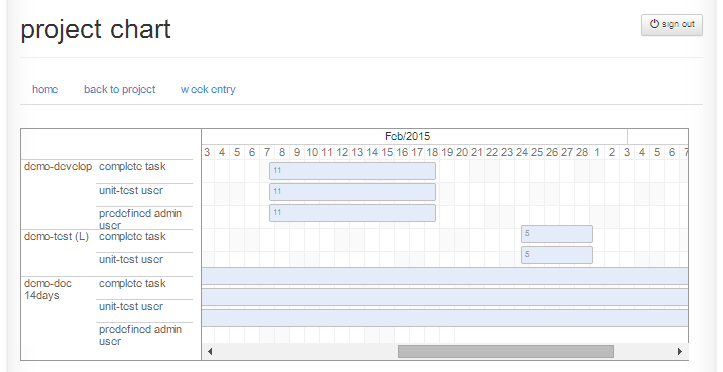 project chart
sign out
home back to project week entry
Feb/2015
3 4 5 6 7 8 9 10 11 12 13 14 15 16 17 18 19 20 21 22 23 24 25 26 27 28 1 2 3 4 5 6 7
demo-develop complete task 11
unit-test user 11
predefined admin user 11
demo-test (L) complete task 5
unit-test user 5
demo-doc 14days complete task
unit-test user
predefined admin user